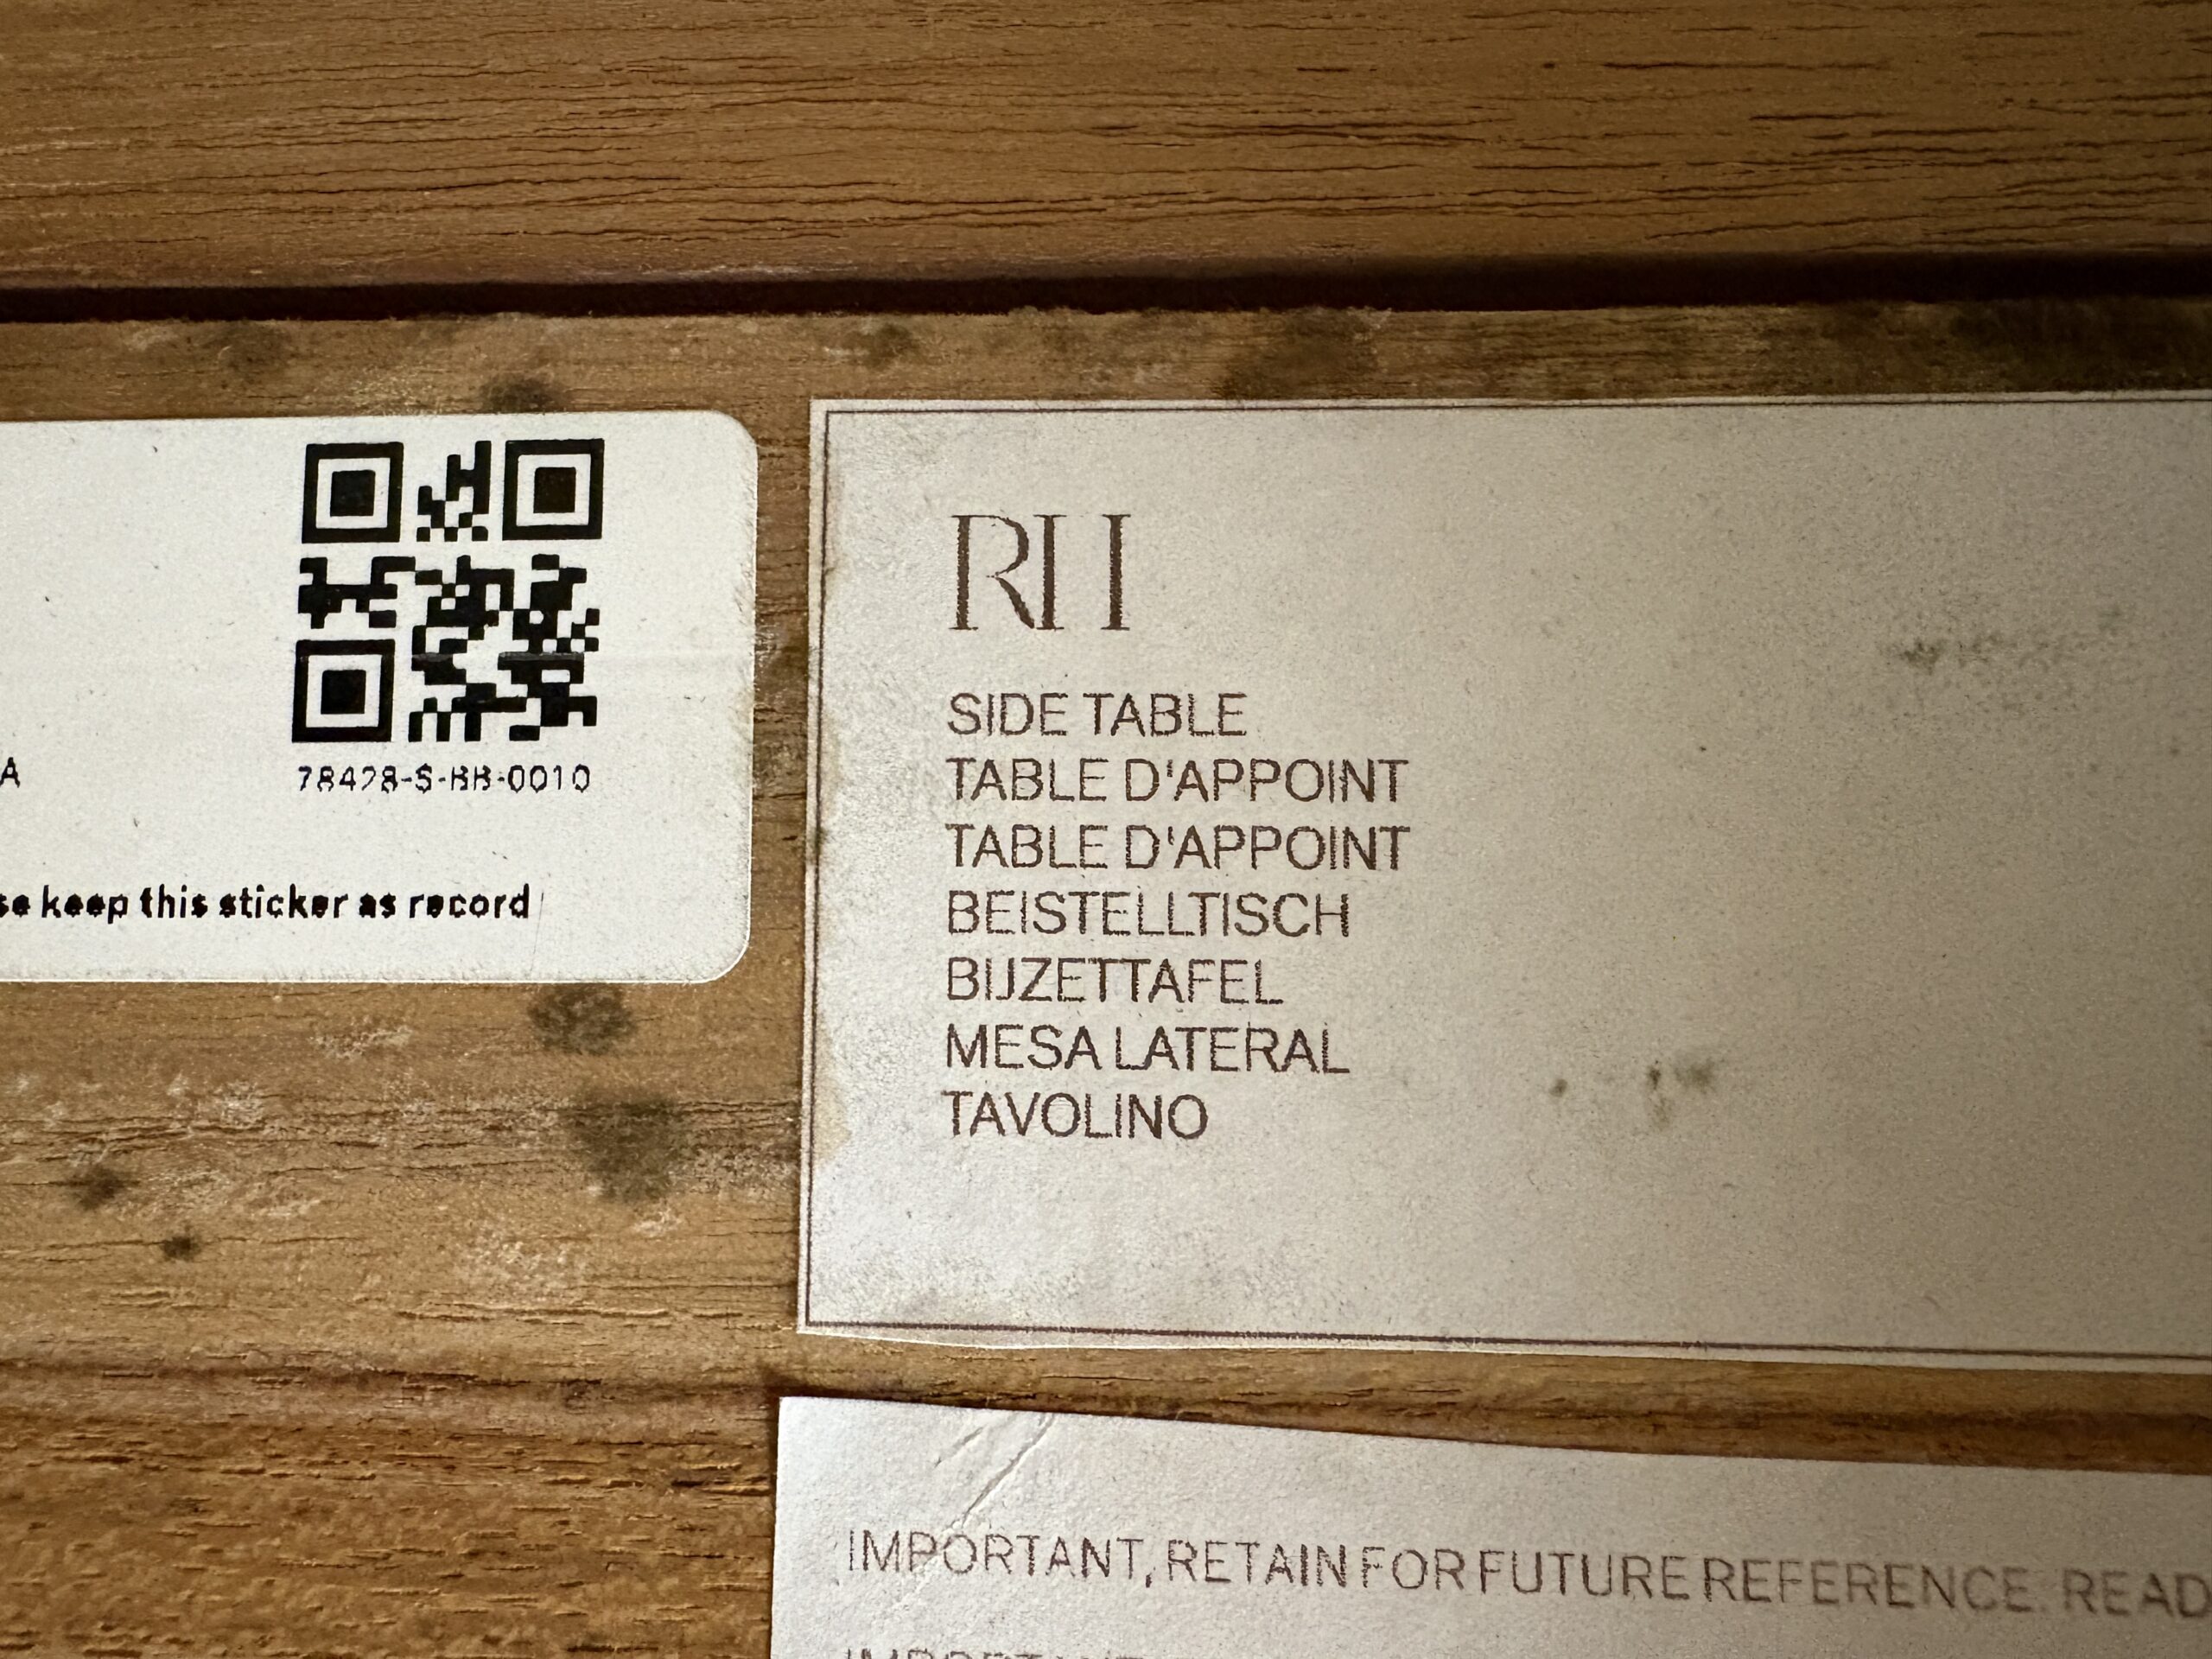 A
78428-S-BB-0010
se keep this sticker as record
RH
SIDE TABLE
TABLE D'APPOINT
TABLE D'APPOINT
BEISTELLTISCH
BIJZETTAFEL
MESA LATERAL
TAVOLINO
IMPORTANT, RETAIN FOR FUTURE REFERENCE. READ